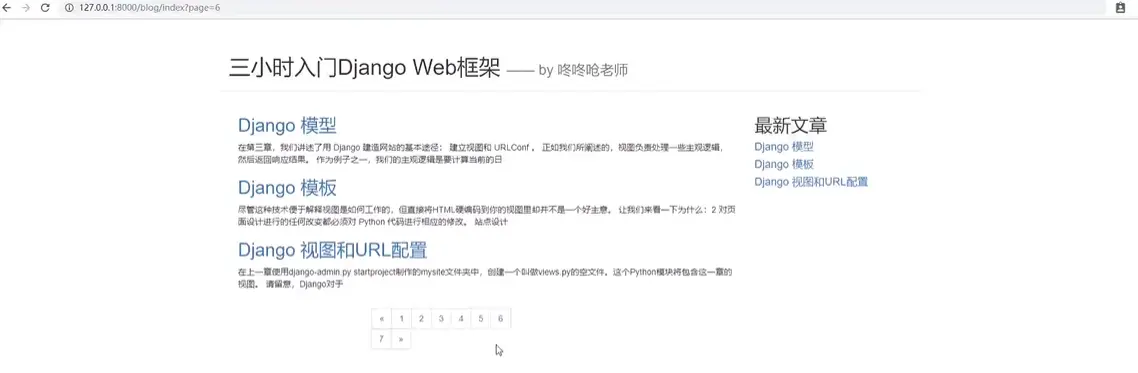 127.0.0.1:8000/blog/index?page=6
三小时入门Django Web框架 —— by 咚咚呛老师
Django 模型
在第三章，我们讲述了用 Django 建造网站的基本途径： 建立视图和 URLConf 。 正如我们所阐述的，视图负责处理一些主观逻辑，
然后返回响应结果。 作为例子之一，我们的主观逻辑是要计算当前的日
Django 模板
尽管这种技术便于解释视图是如何工作的，但直接将HTML硬编码到你的视图里却并不是一个好主意。 让我们来看一下为什么：2 对页
面设计进行的任何改变都必须对 Python 代码进行相应的修改。 站点设计
Django 视图和URL配置
在上一章使用django-admin.py startproject制作的mysite文件夹中，创建一个叫做views.py的空文件。这个Python模块将包含这一章的
视图。 请留意，Django对于
« 1 2 3 4 5 6
7 »
最新文章
Django 模型
Django 模板
Django 视图和URL配置